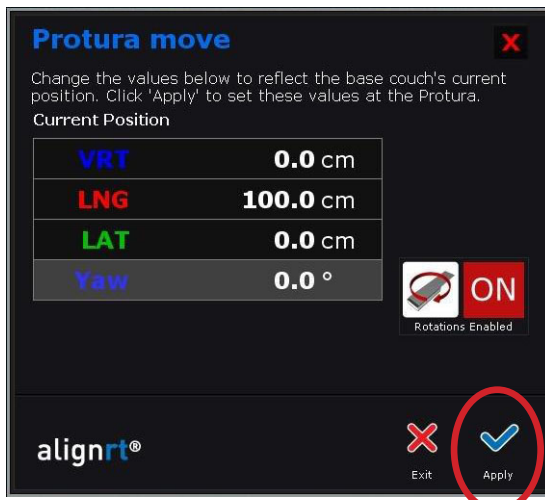 Protura move
X
Change the values below to reflect the base couch's current
position. Click 'Apply' to set these values at the Protura.
Current Position
VRT 0.0 cm
LNG 100.0 cm
LAT 0.0 cm
Yaw 0.0 °
ON
Rotations Enabled
alignrt®
Exit
Apply